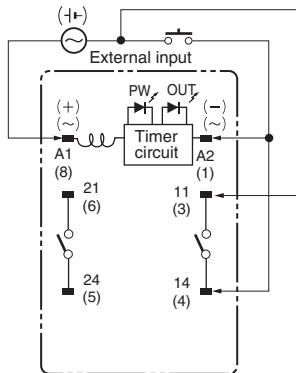 External input
PW OUT
(+) (−)
(~) (~)
Timer
circuit
A1 A2
(8) (1)
21 11
(6) (3)
24 14
(5) (4)